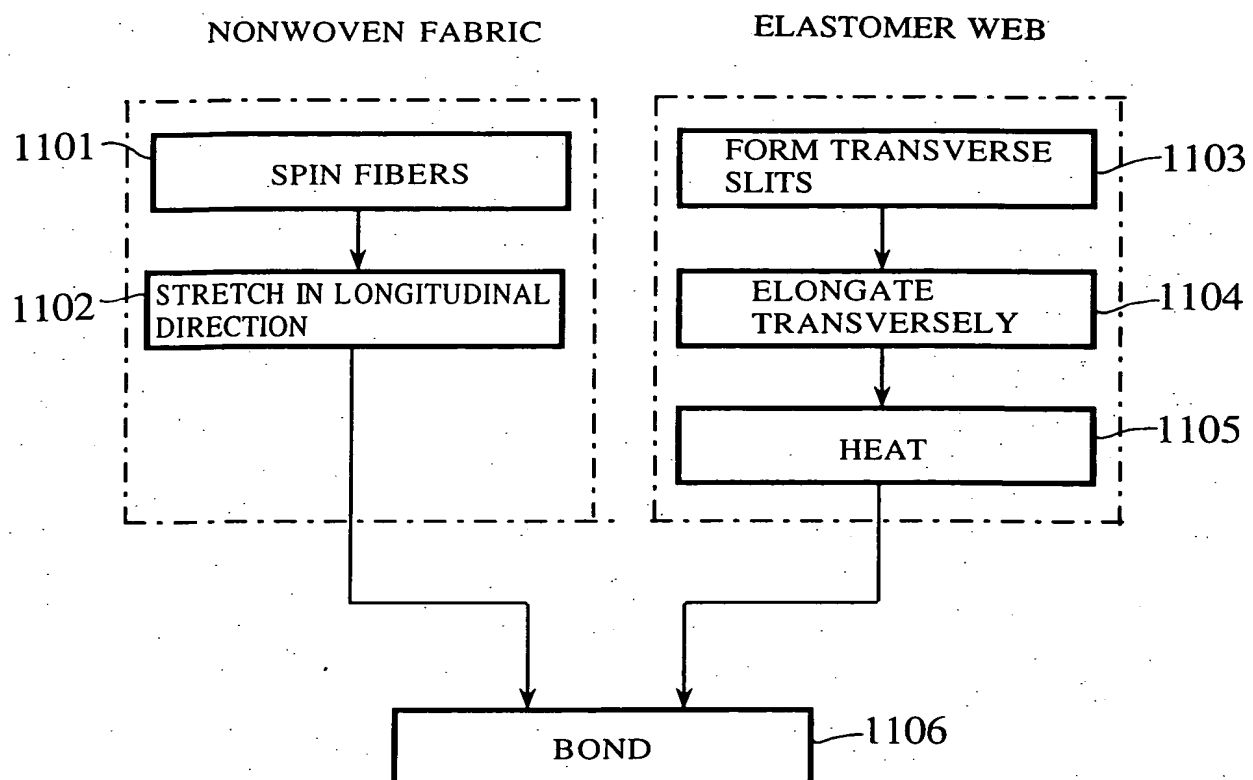 NONWOVEN FABRIC
ELASTOMER WEB
1101
SPIN FIBERS
FORM TRANSVERSE
SLITS
1103
1102
STRETCH IN LONGITUDINAL
DIRECTION
ELONGATE
TRANSVERSELY
1104
HEAT
1105
BOND
1106